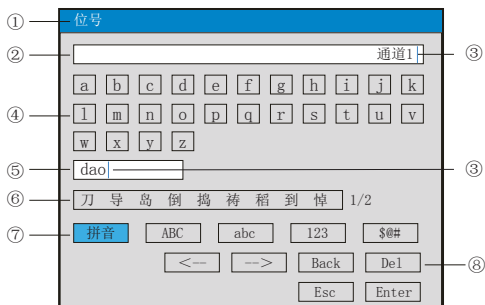 ① 位号
② 通道1 ③
a b c d e f g h i j k
④ l m n o p q r s t u v
w x y z
⑤ dao ③
⑥ 刀 导 岛 倒 捣 祷 稻 到 悼 1/2
⑦ 拼音 ABC abc 123 $@#
<-- --> Back Del ⑧
Esc Enter